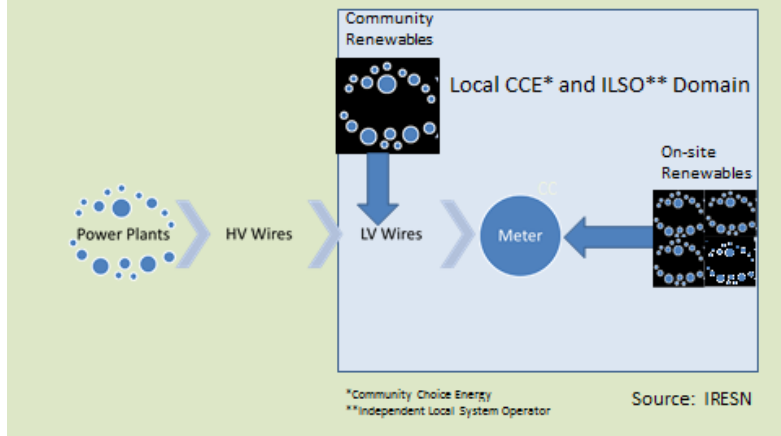 Community
Renewables
Local CCE* and ILSO** Domain
On-site
Renewables
CC
Power Plants
HV Wires
LV Wires
Meter
*Community Choice Energy
**Independent Local System Operator
Source: IRESN